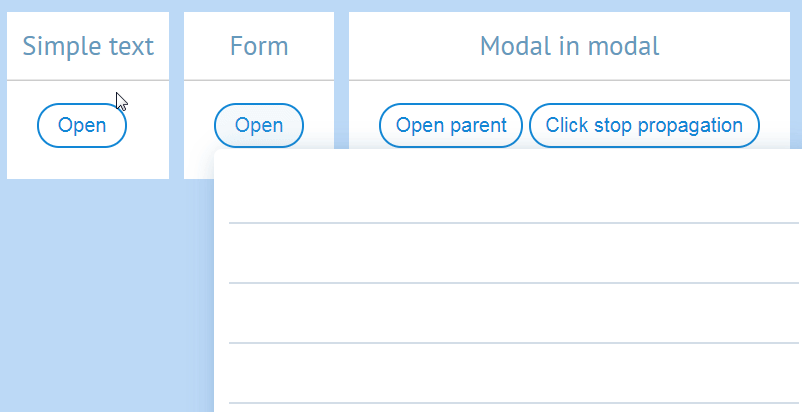 Simple text
Form
Modal in modal
Open
Open
Open parent
Click stop propagation